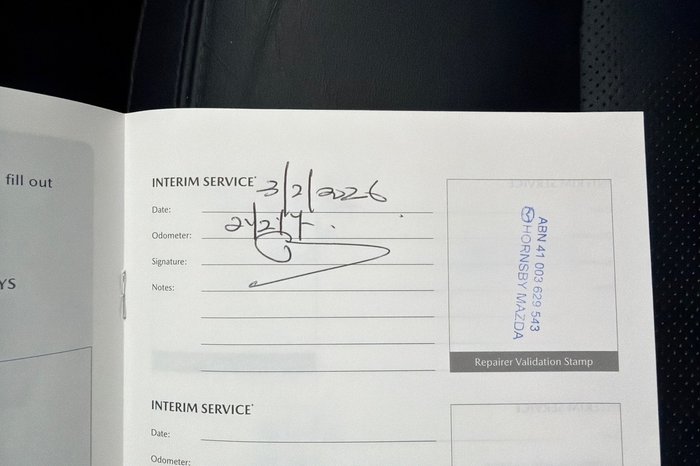 fill out
YS
INTERIM SERVICE*
Date: 3/2/2026
Odometer:
Signature:
Notes:
ABN 41 003 629 543
HORNSBY MAZDA
Repairer Validation Stamp
INTERIM SERVICE*
Date:
Odometer: